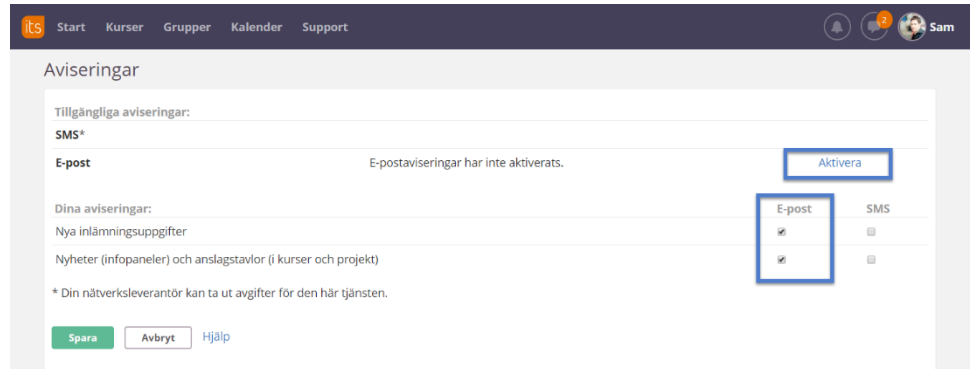 its Start Kurser Grupper Kalender Support 2 Sam
Aviseringar
Tillgängliga aviseringar:
SMS*
E-post E-postaviseringar har inte aktiverats. Aktivera
Dina aviseringar: E-post SMS
Nya inlämningsuppgifter
Nyheter (infopaneler) och anslagstavlor (i kurser och projekt)
* Din nätverksleverantör kan ta ut avgifter för den här tjänsten.
Spara Avbryt Hjälp